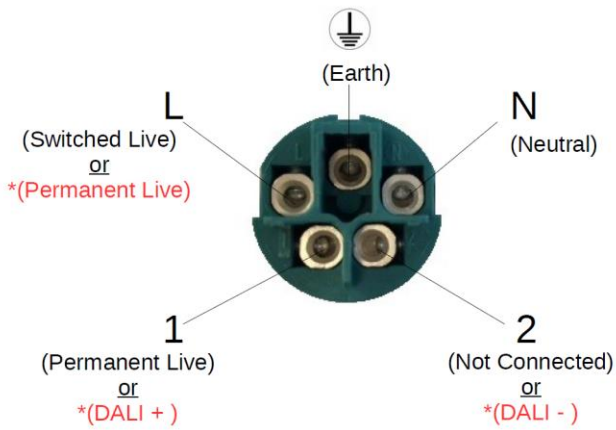 (Earth)
L
N
(Switched Live)
or
*(Permanent Live)
(Neutral)
1
2
(Permanent Live)
or
*(DALI + )
(Not Connected)
or
*(DALI - )